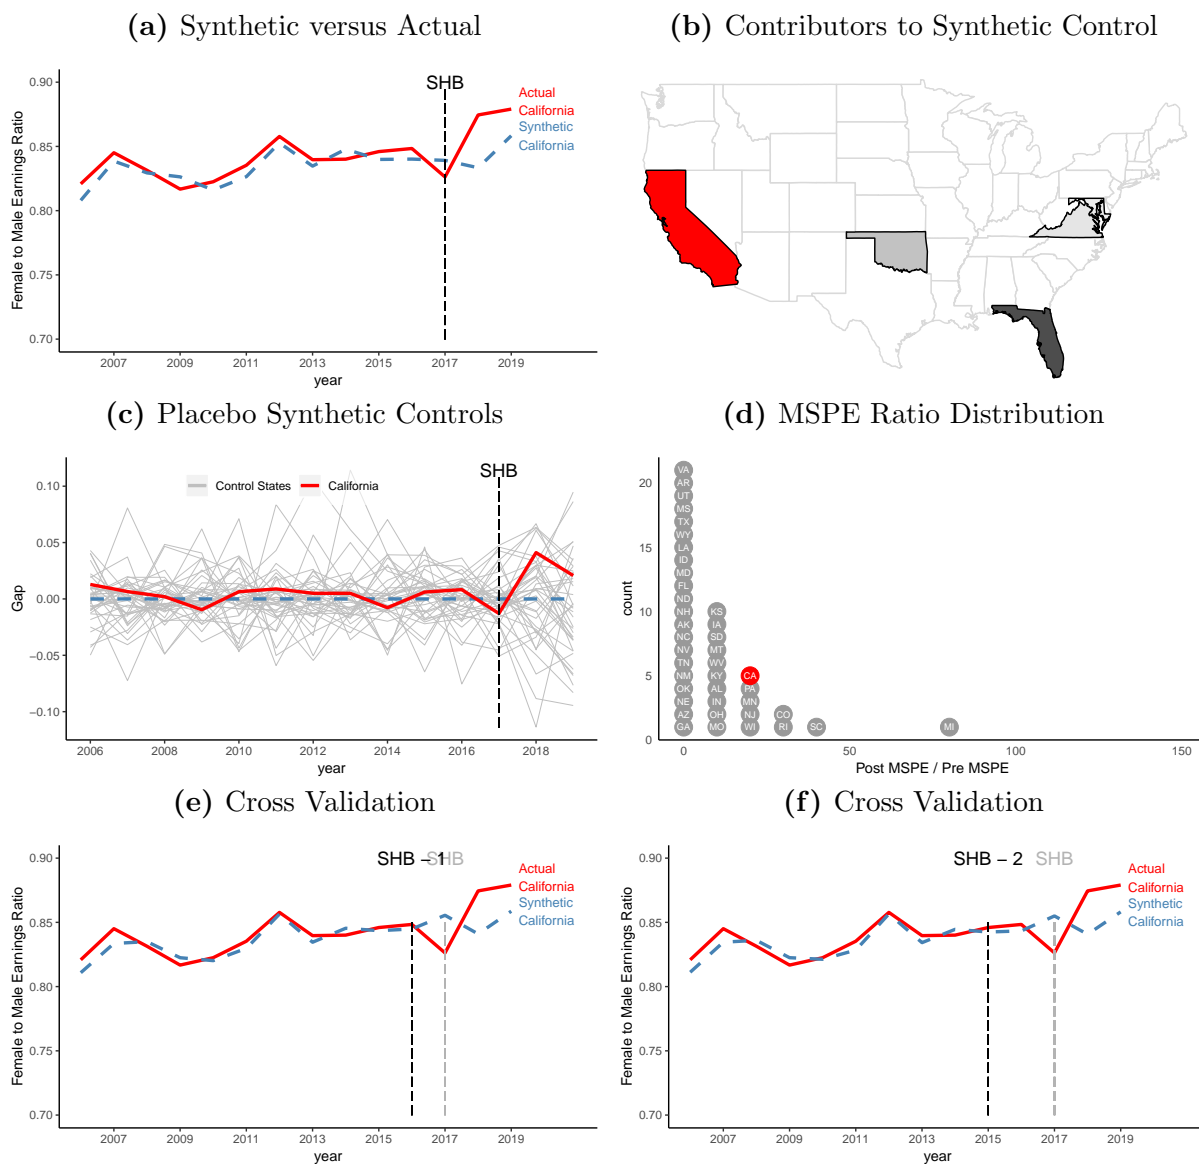 (a) Synthetic versus Actual
SHB
Actual
California
Synthetic
California
Female to Male Earnings Ratio
0.90
0.85
0.80
0.75
0.70
2007 2009 2011 2013 2015 2017 2019
year
(b) Contributors to Synthetic Control
(c) Placebo Synthetic Controls
SHB
Control States California
Gap
0.10
0.05
0.00
−0.05
−0.10
2006 2008 2010 2012 2014 2016 2018
year
(d) MSPE Ratio Distribution
count
20
15
10
5
0
VA
AR
UT
MS
TX
WY
LA
ID
MD
FL
ND
NH KS
AK IA
NC SD
NV MT
TN WV
NM KY CA
OK AL PA
NE IN MN
AZ OH NJ CO
GA MO WI RI SC MI
0 50 100 150
Post MSPE / Pre MSPE
(e) Cross Validation
SHB − 1 SHB
Actual
California
Synthetic
California
Female to Male Earnings Ratio
0.90
0.85
0.80
0.75
0.70
2007 2009 2011 2013 2015 2017 2019
year
(f) Cross Validation
SHB − 2 SHB
Actual
California
Synthetic
California
Female to Male Earnings Ratio
0.90
0.85
0.80
0.75
0.70
2007 2009 2011 2013 2015 2017 2019
year